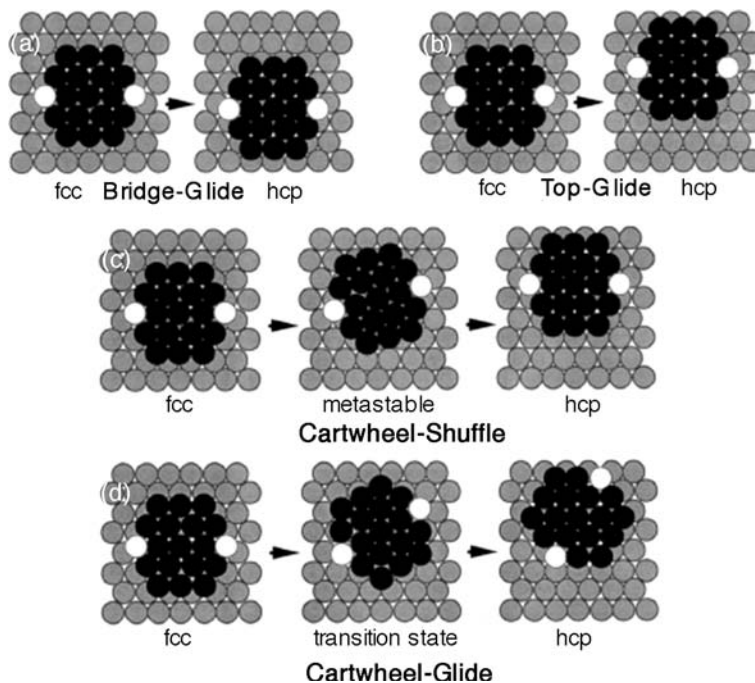 (a) (b)
fcc Bridge-Glide hcp fcc Top-Glide hcp
(c)
fcc metastable hcp
Cartwheel-Shuffle
(d)
fcc transition state hcp
Cartwheel-Glide